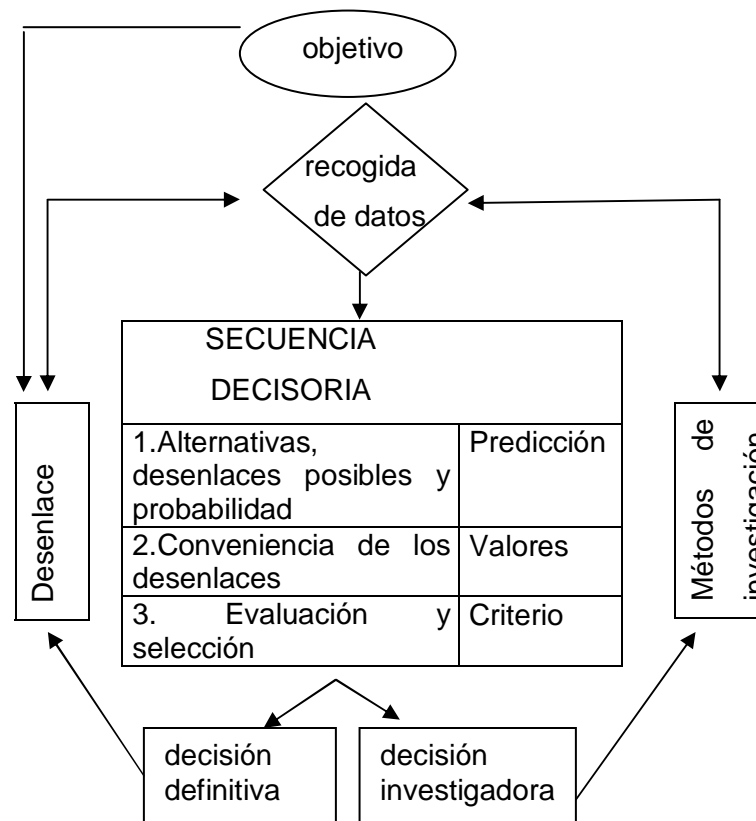 objetivo
recogida
de datos
SECUENCIA
DECISORIA
1.Alternativas,
desenlaces posibles y
probabilidad
Predicción
2.Conveniencia de los
desenlaces
Valores
3. Evaluación y
selección
Criterio
Desenlace
Métodos de
investigación
decisión
definitiva
decisión
investigadora